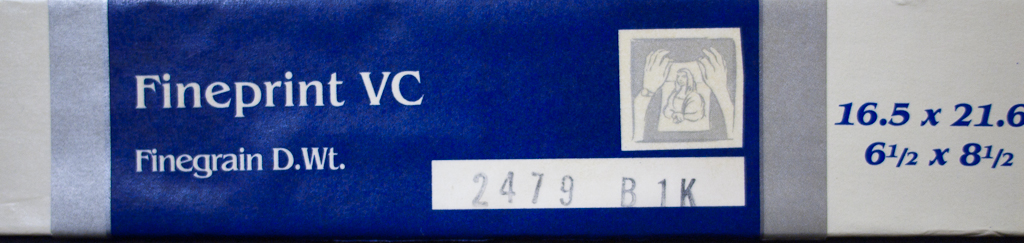 Fineprint VC
Finegrain D.Wt.
2479 B1K
16.5 x 21.6
6½ x 8½